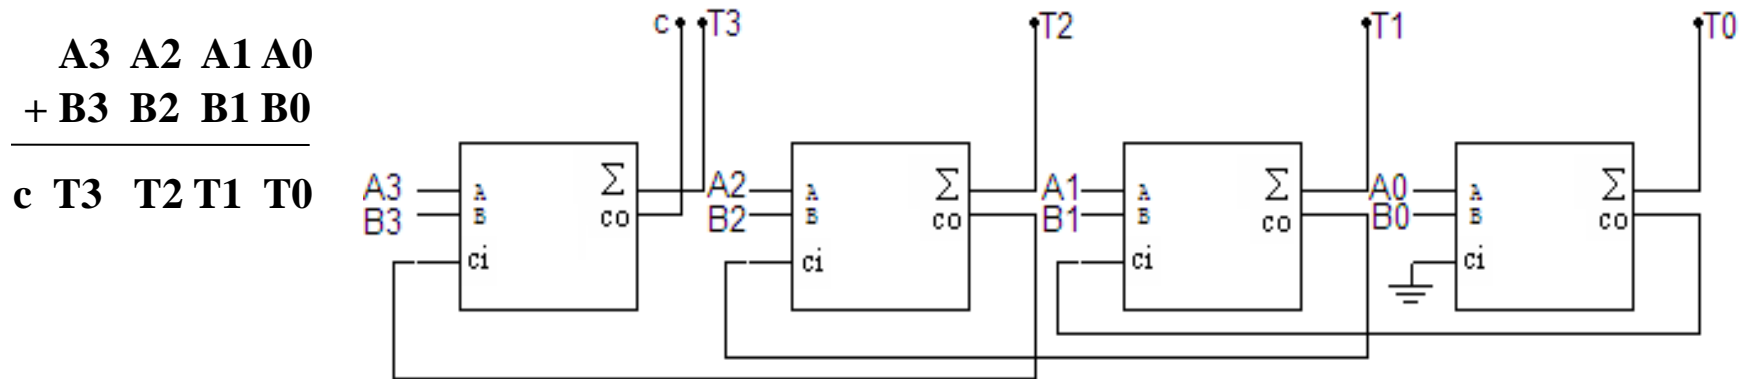 A3 A2 A1 A0
+ B3 B2 B1 B0
c T3 T2 T1 T0
c T3 T2 T1 T0
A3 A Σ A2 A Σ A1 A Σ A0 A Σ
B3 B co B2 B co B1 B co B0 B co
ci ci ci ci